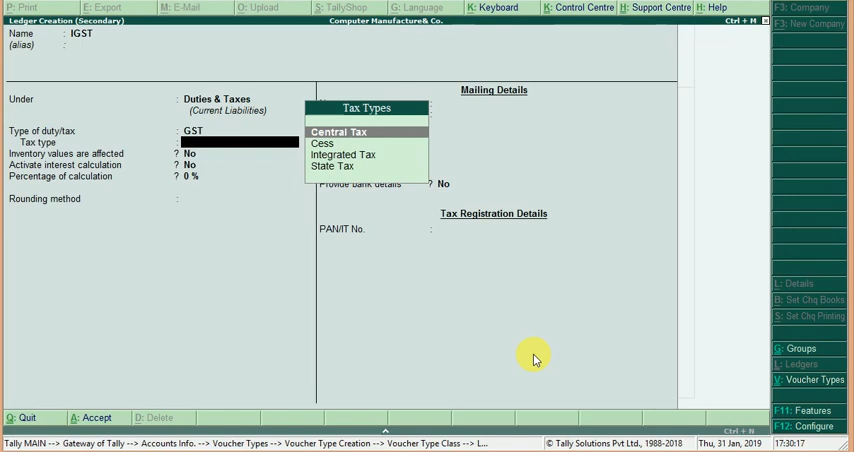 P: Print E: Export M: E-Mail O: Upload S: TallyShop G: Language K: Keyboard K: Control Centre H: Support Centre H: Help F3: Company
Ledger Creation (Secondary) Computer Manufacture& Co. Ctrl + M x
F3: New Company
Name : IGST
(alias) :
Mailing Details
Under : Duties & Taxes
(Current Liabilities)
Tax Types
Type of duty/tax : GST
Central Tax
Tax type :
Cess
Inventory values are affected ? No
Integrated Tax
Activate interest calculation ? No
State Tax
Percentage of calculation ? 0 %
Provide bank details ? No
Rounding method :
Tax Registration Details
PAN/IT No. :
L: Details
B: Set Chq Books
S: Set Chq Printing
G: Groups
L: Ledgers
V: Voucher Types
F11: Features
F12: Configure
Q: Quit A: Accept D: Delete
Ctrl + N
Tally MAIN --> Gateway of Tally --> Accounts Info. --> Voucher Types --> Voucher Type Creation --> Voucher Type Class --> L... © Tally Solutions Pvt Ltd., 1988-2018 Thu, 31 Jan, 2019 17:30:17